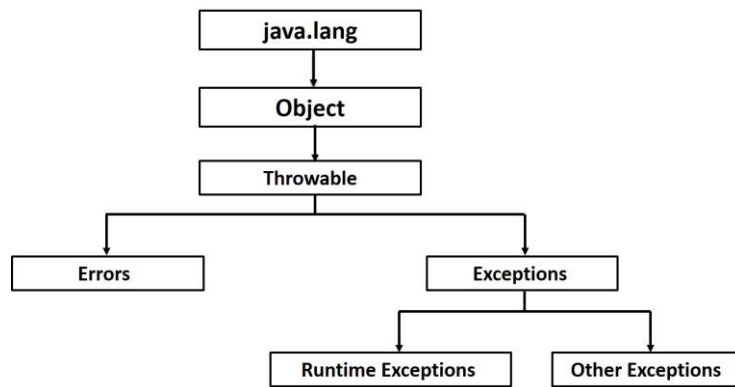 java.lang
Object
Throwable
Errors
Exceptions
Runtime Exceptions
Other Exceptions